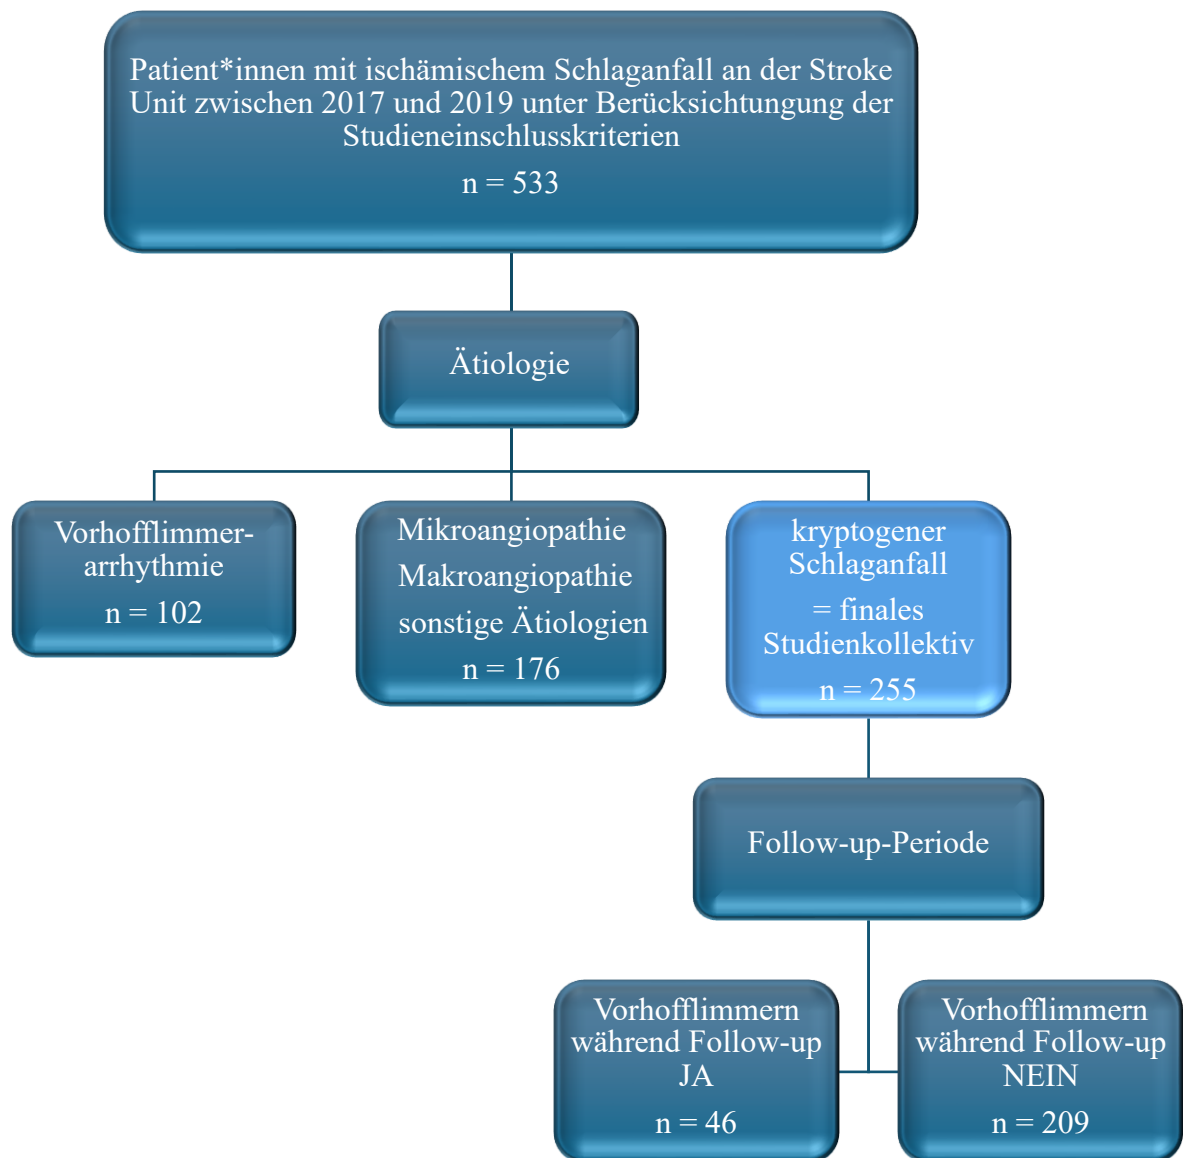 Patient*innen mit ischämischem Schlaganfall an der Stroke
Unit zwischen 2017 und 2019 unter Berücksichtungung der
Studieneinschlusskriterien
n = 533
Ätiologie
Vorhofflimmer-
arrhythmie
n = 102
Mikroangiopathie
Makroangiopathie
sonstige Ätiologien
n = 176
kryptogener
Schlaganfall
= finales
Studienkollektiv
n = 255
Follow-up-Periode
Vorhofflimmern
während Follow-up
JA
n = 46
Vorhofflimmern
während Follow-up
NEIN
n = 209